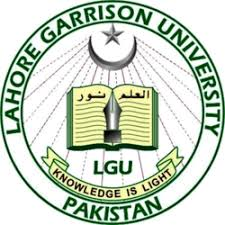 LAHORE GARRISON UNIVERSITY
العلم نور
LGU
KNOWLEDGE IS LIGHT
PAKISTAN